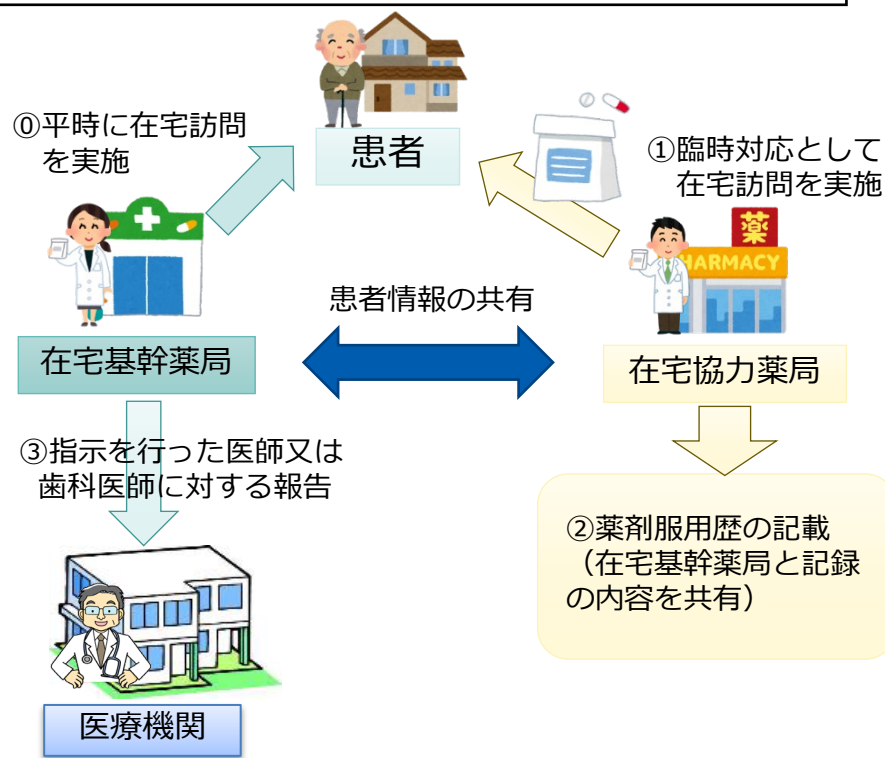 ⓪平時に在宅訪問
を実施
患者
①臨時対応として
在宅訪問を実施
薬
HARMACY
患者情報の共有
在宅基幹薬局
在宅協力薬局
③指示を行った医師又は
歯科医師に対する報告
②薬剤服用歴の記載
（在宅基幹薬局と記録
の内容を共有）
医療機関